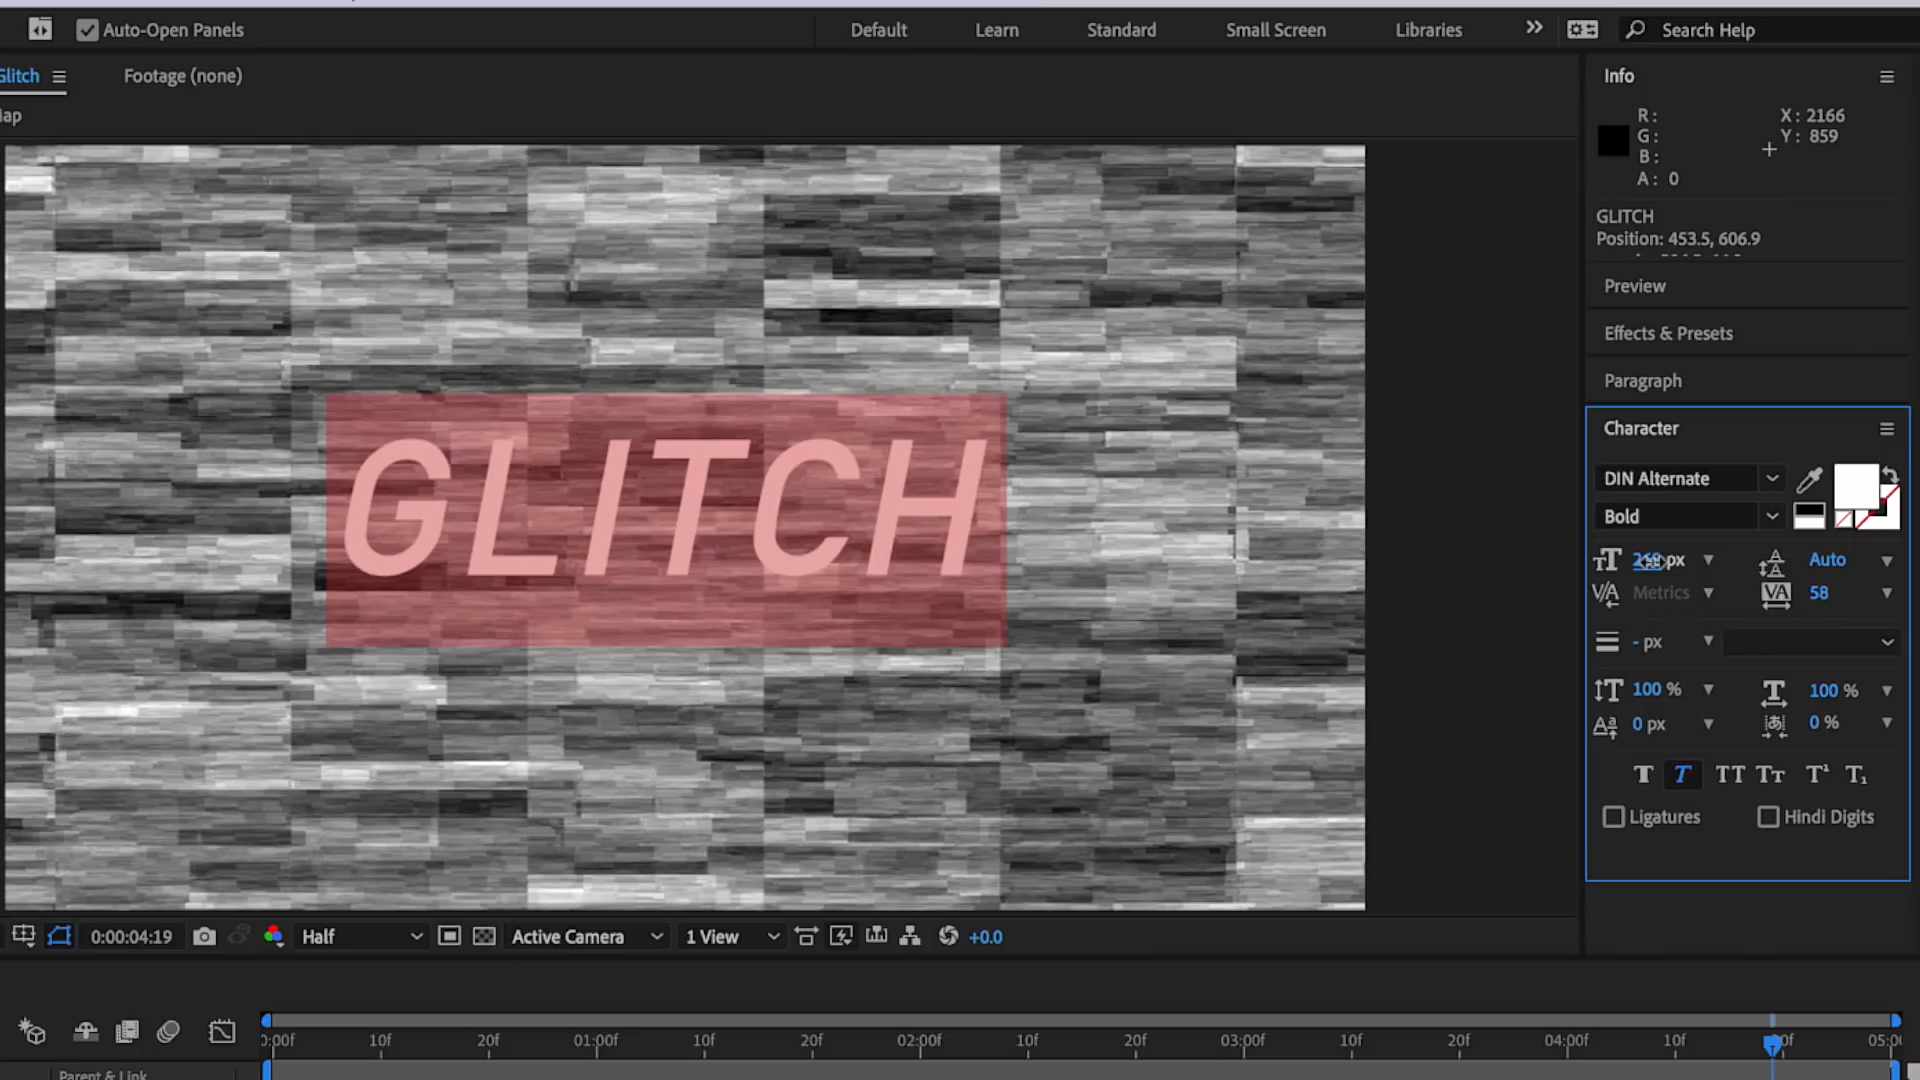 Auto-Open Panels
Default
Learn
Standard
Small Screen
Libraries
Search Help
Glitch
Footage (none)
Info
R:
G:
B:
A: 0
X: 2166
Y: 859
GLITCH
Position: 453.5, 606.9
Preview
Effects & Presets
Paragraph
Character
DIN Alternate
Bold
px
Auto
Metrics
58
- px
100 %
100 %
0 px
0 %
T T TT Tт T¹ T₁
Ligatures
Hindi Digits
GLITCH
0:00:04:19
Half
Active Camera
1 View
+0.0
:00f 10f 20f 01:00f 10f 20f 02:00f 10f 20f 03:00f 10f 20f 04:00f 10f 0f 05:0
Parent & Link